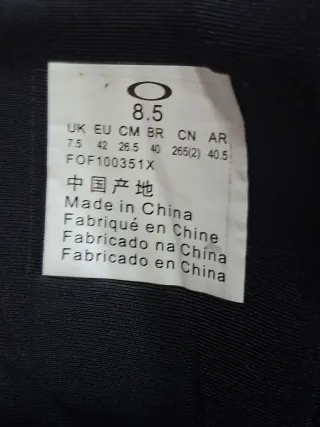 8.5
UK EU CM BR CN AR
7.5 42 26.5 40 265(2) 40.5
FOF100351X
中国产地
Made in China
Fabriqué en Chine
Fabricado na China
Fabricado en China